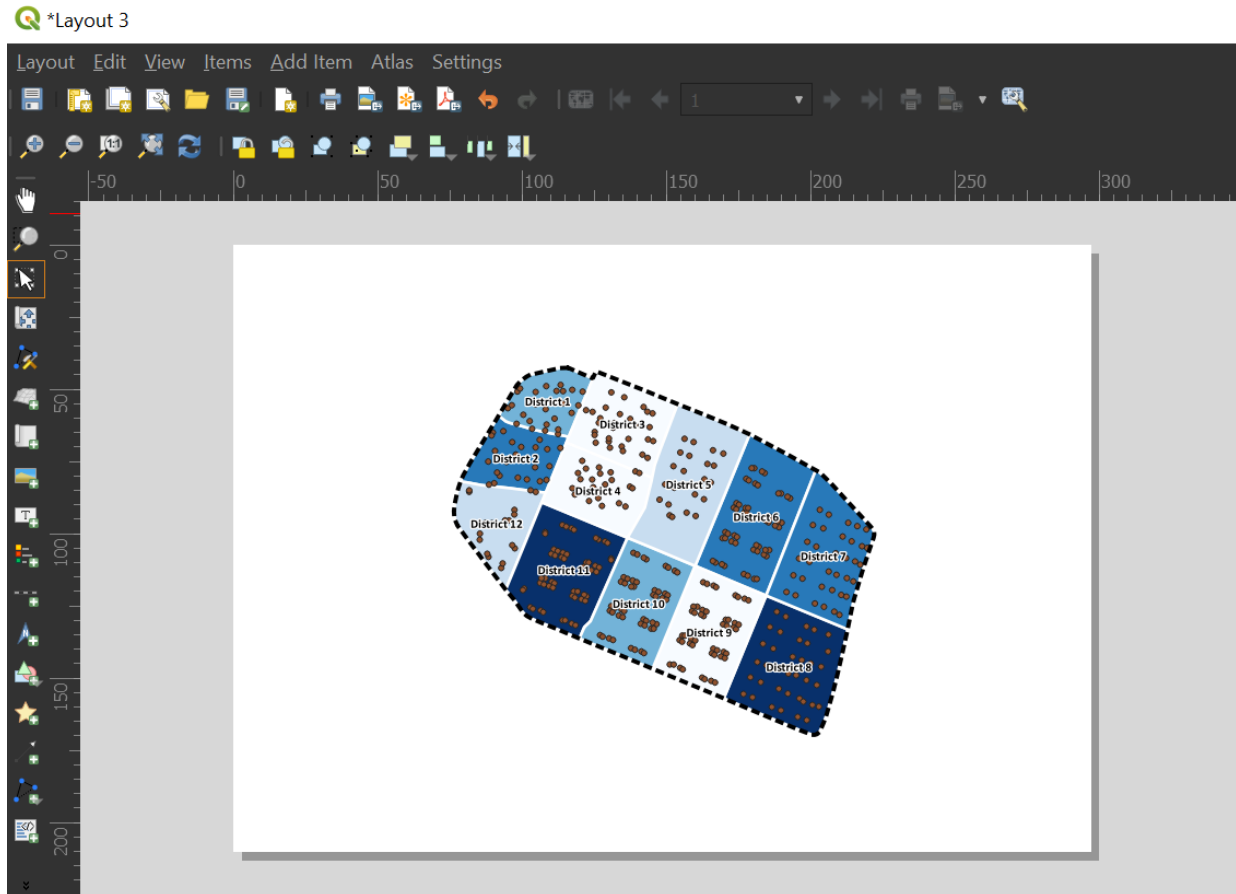 *Layout 3
Layout Edit View Items Add Item Atlas Settings
1
1:1
-50 0 50 100 150 200 250 300
0
50
100
150
200
District 1
District 3
District 2
District 5
District 4
District 6
District 12
District 7
District 11
District 10
District 9
District 8